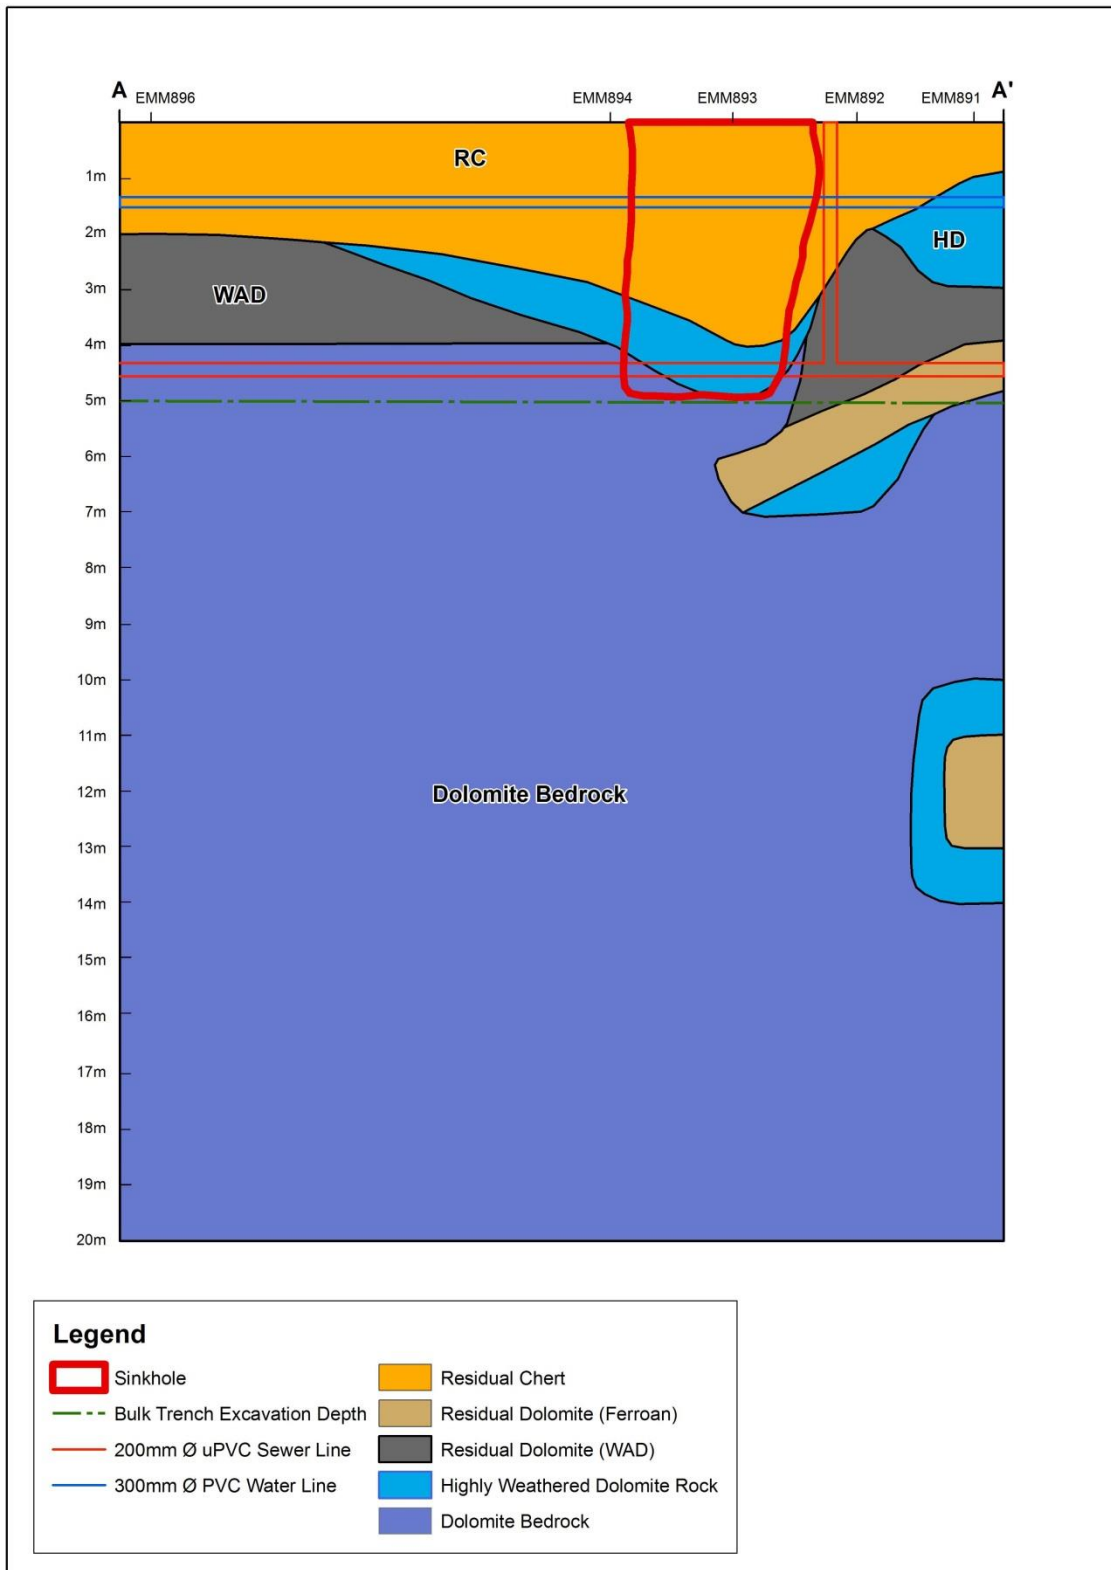 A EMM896 EMM894 EMM893 EMM892 EMM891 A'
RC
1m
2m
HD
WAD
3m
4m
5m
6m
7m
8m
9m
10m
11m
Dolomite Bedrock
12m
13m
14m
15m
16m
17m
18m
19m
20m
Legend
Sinkhole
Bulk Trench Excavation Depth
200mm Ø uPVC Sewer Line
300mm Ø PVC Water Line
Residual Chert
Residual Dolomite (Ferroan)
Residual Dolomite (WAD)
Highly Weathered Dolomite Rock
Dolomite Bedrock